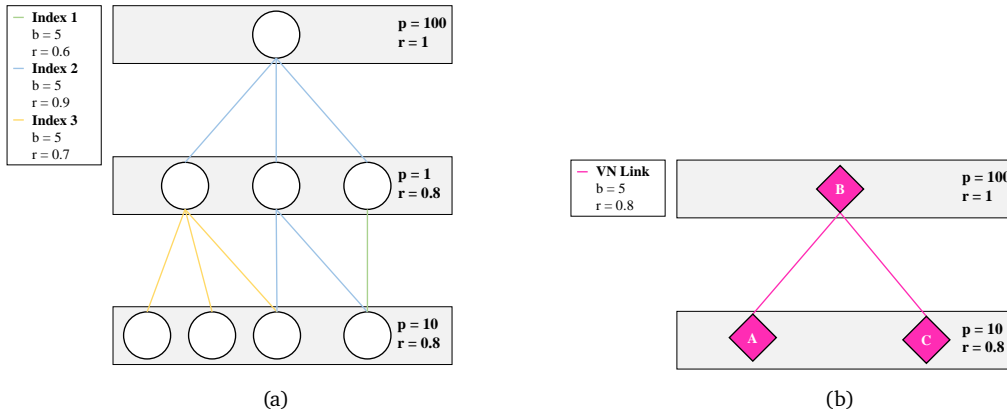 Index 1
b = 5
r = 0.6
Index 2
b = 5
r = 0.9
Index 3
b = 5
r = 0.7
p = 100
r = 1
p = 1
r = 0.8
p = 10
r = 0.8
(a)
VN Link
b = 5
r = 0.8
B
p = 100
r = 1
A
C
p = 10
r = 0.8
(b)